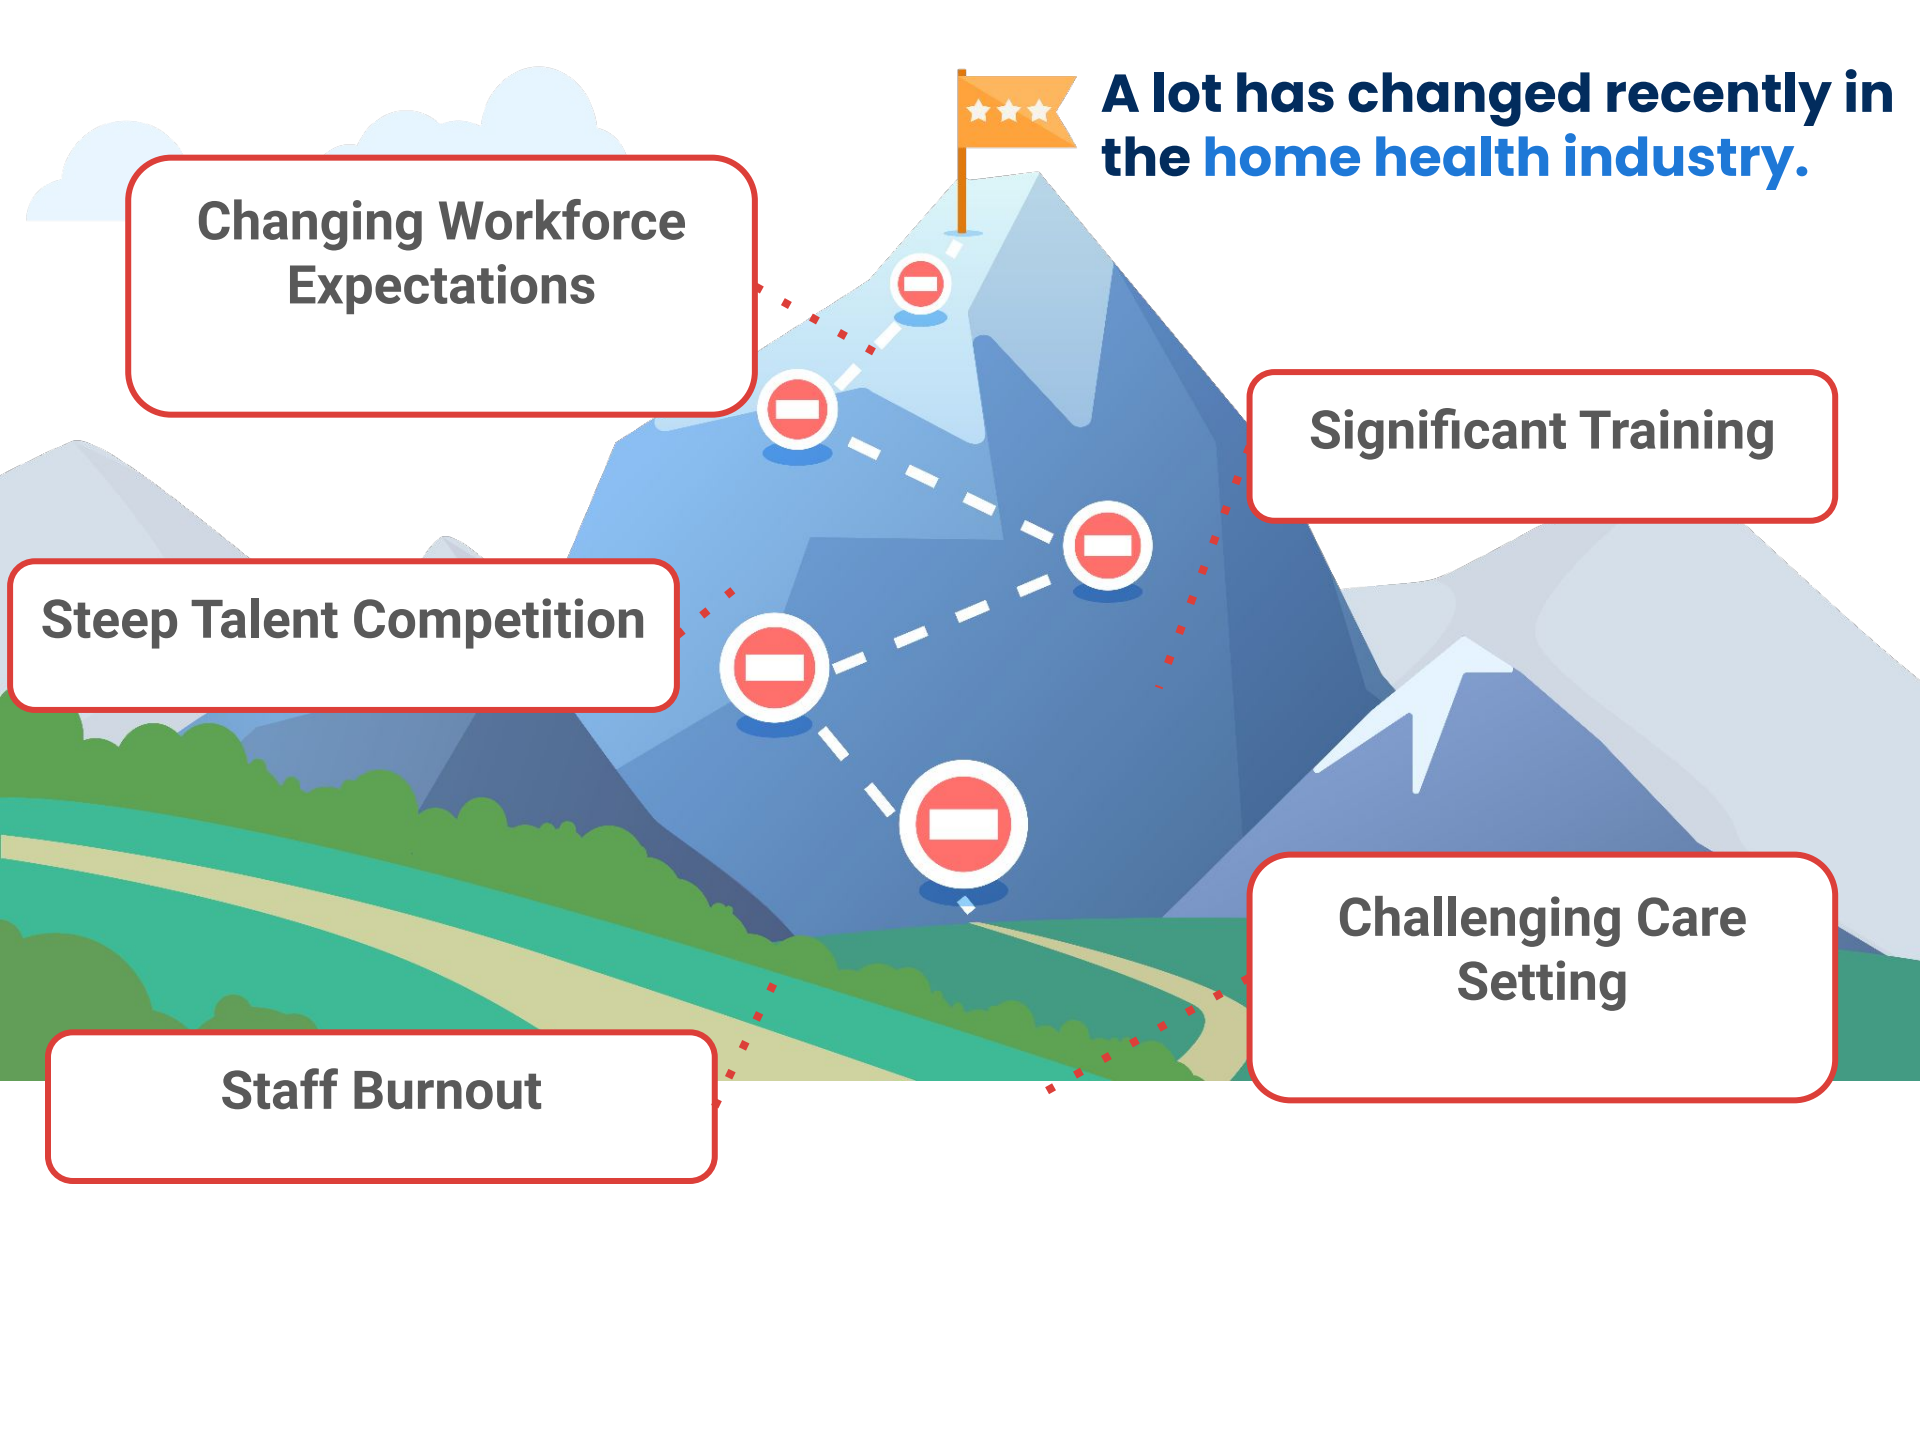 A lot has changed recently in
the home health industry.
Changing Workforce
Expectations
Significant Training
Steep Talent Competition
Challenging Care
Setting
Staff Burnout